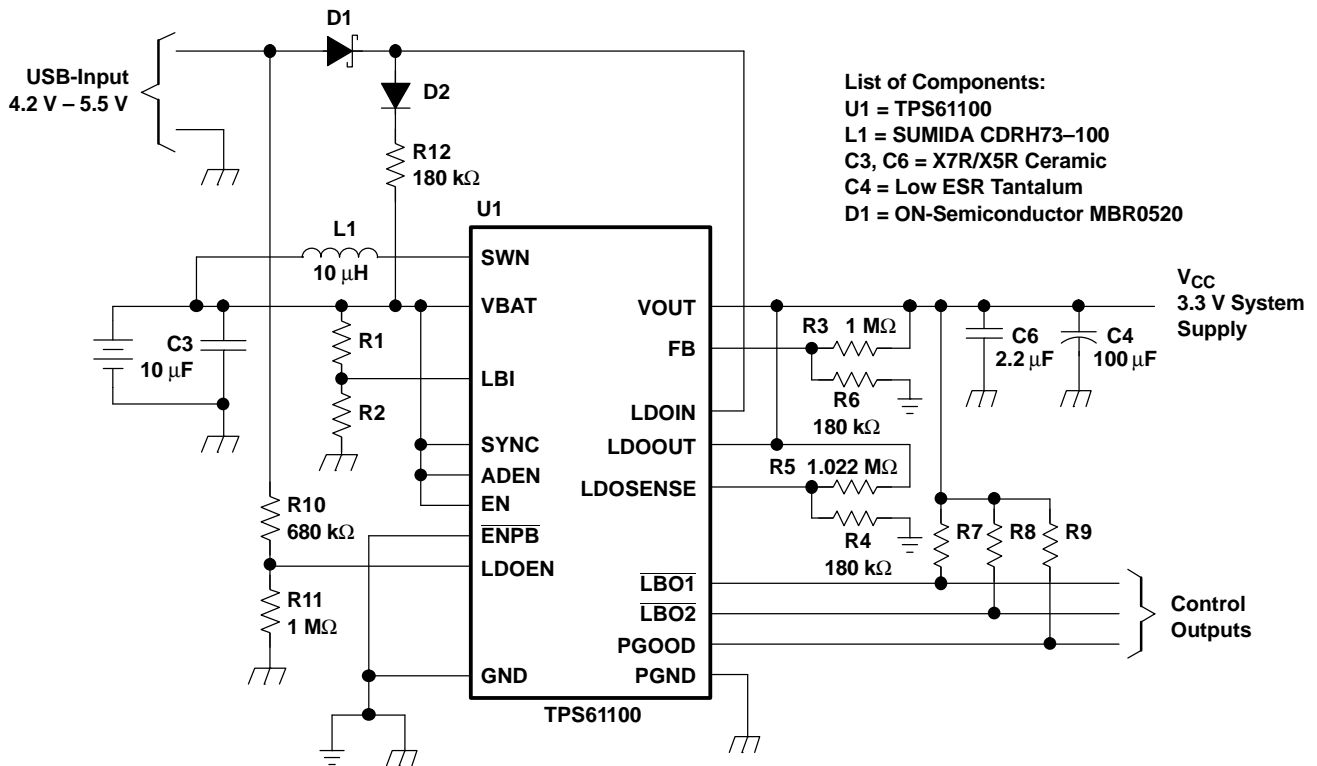 D1
USB-Input
4.2 V – 5.5 V
D2
R12
180 kΩ
List of Components:
U1 = TPS61100
L1 = SUMIDA CDRH73–100
C3, C6 = X7R/X5R Ceramic
C4 = Low ESR Tantalum
D1 = ON-Semiconductor MBR0520
U1
L1
10 μH
SWN
VBAT
C3
10 μF
R1
LBI
R2
SYNC
ADEN
EN
ENPB
LDOEN
R10
680 kΩ
R11
1 MΩ
GND
VOUT
FB
LDOIN
LDOOUT
LDOSENSE
LBO1
LBO2
PGOOD
PGND
TPS61100
R3 1 MΩ
R6
180 kΩ
R5 1.022 MΩ
R4
180 kΩ
C6
2.2 μF
C4
100 μF
VCC
3.3 V System
Supply
R7
R8
R9
Control
Outputs